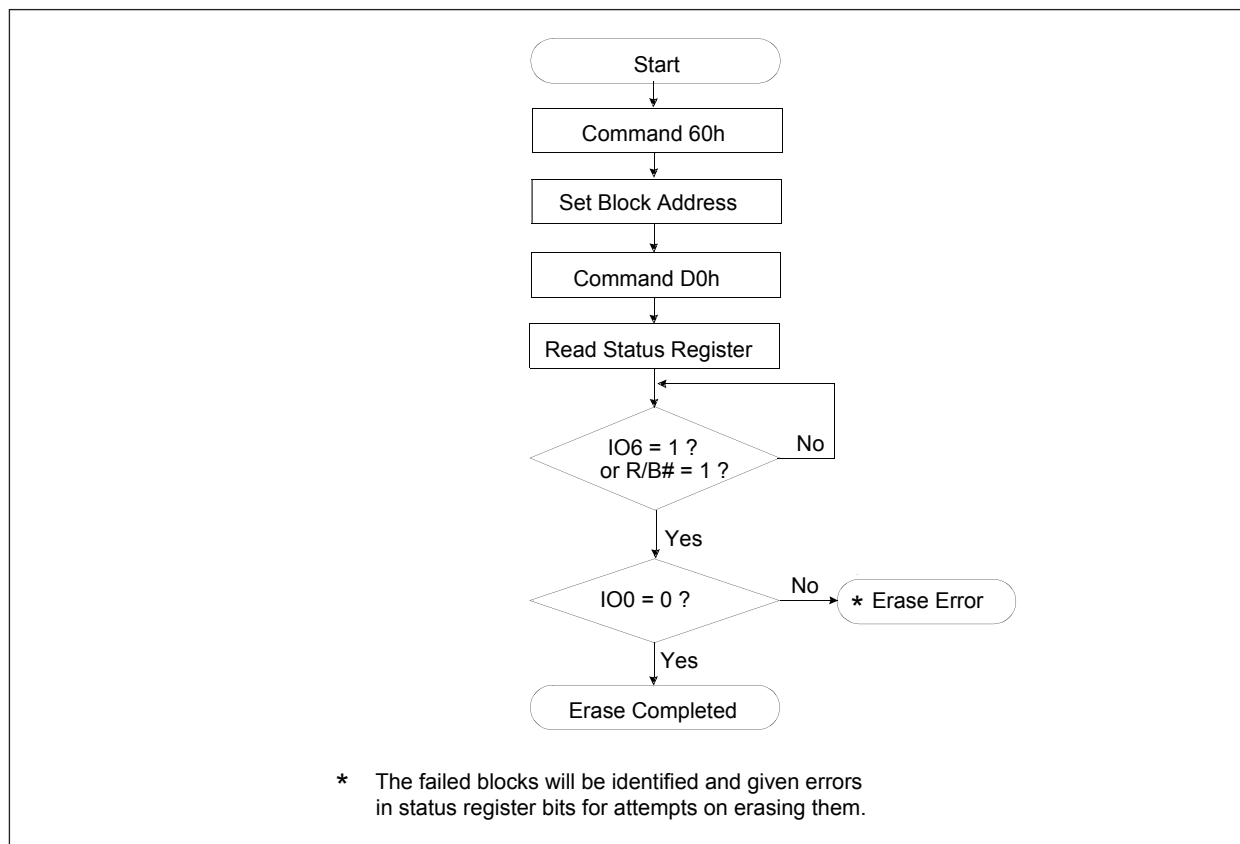 Start
Command 60h
Set Block Address
Command D0h
Read Status Register
IO6 = 1 ?
or R/B# = 1 ?
No
Yes
IO0 = 0 ?
No
* Erase Error
Yes
Erase Completed
* The failed blocks will be identified and given errors
in status register bits for attempts on erasing them.